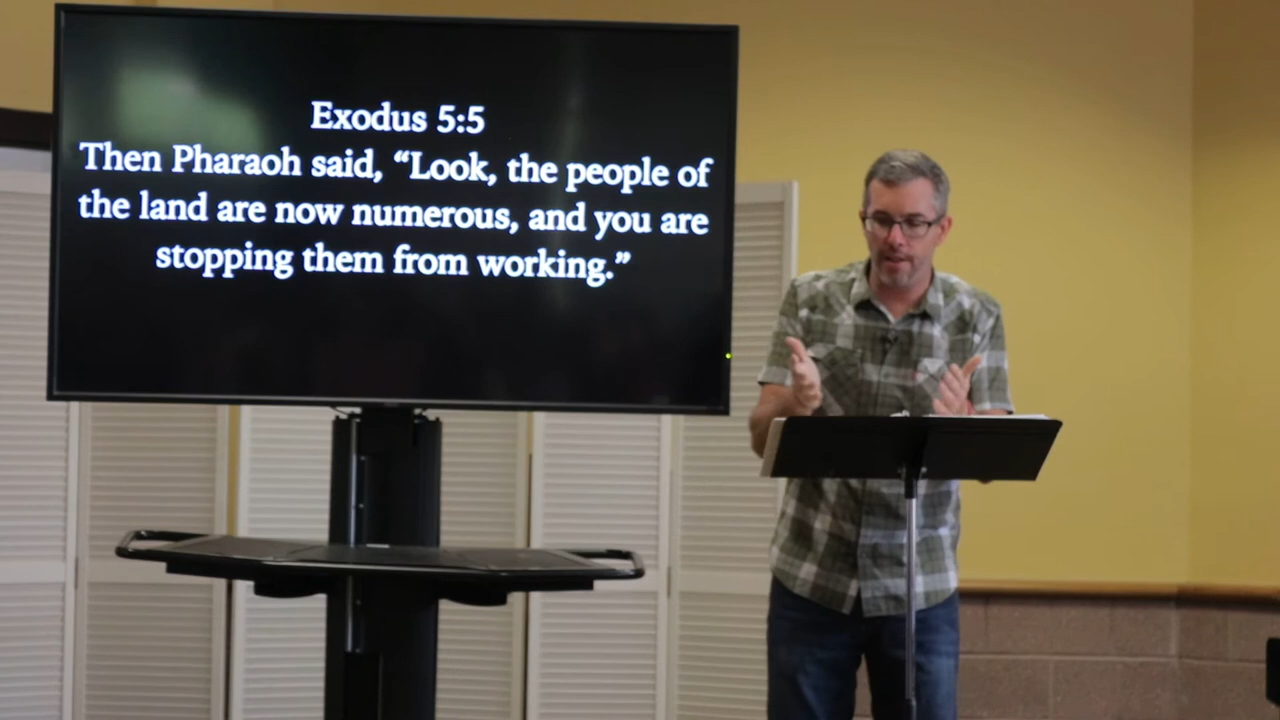 Exodus 5:5
Then Pharaoh said, “Look, the people of
the land are now numerous, and you are
stopping them from working.”